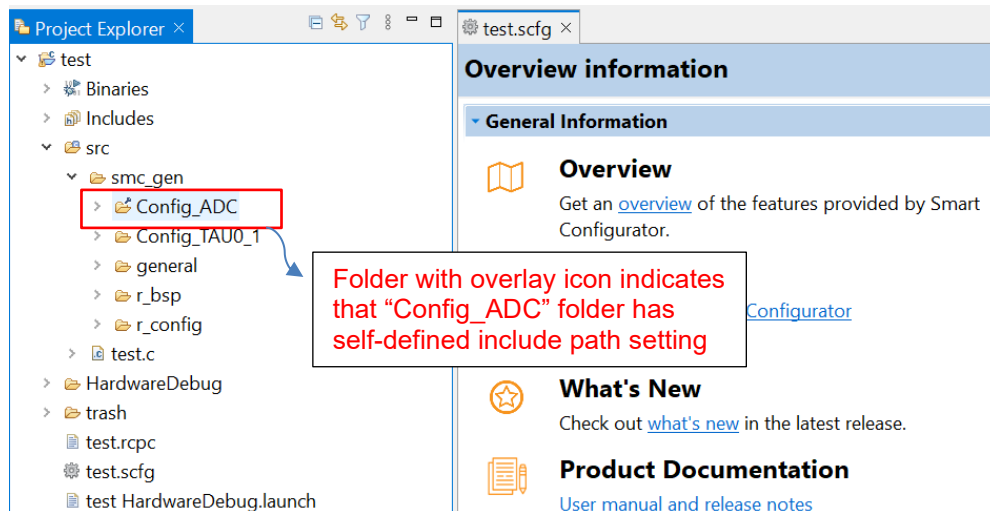 Project Explorer
test
Binaries
Includes
src
smc_gen
Config_ADC
Config_TAU0_1
general
r_bsp
r_config
test.c
HardwareDebug
trash
test.rcpc
test.scfg
test HardwareDebug.launch
test.scfg
Overview information
General Information
Overview
Get an overview of the features provided by Smart
Configurator.
Configurator
Folder with overlay icon indicates
that “Config_ADC” folder has
self-defined include path setting
What's New
Check out what's new in the latest release.
Product Documentation
User manual and release notes